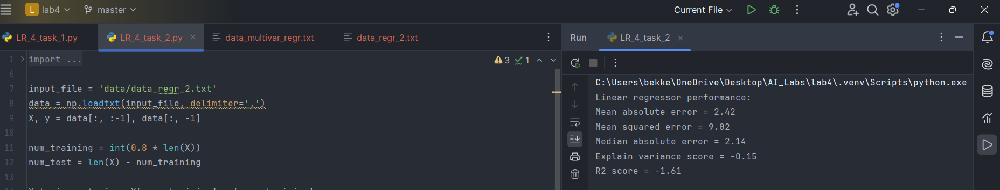 L lab4 master Current File
LR_4_task_1.py LR_4_task_2.py data_multivar_regr.txt data_regr_2.txt
Run LR_4_task_2
1 import ...
3 1
6
7 input_file = 'data/data_regr_2.txt'
8 data = np.loadtxt(input_file, delimiter=',')
9 X, y = data[:, :-1], data[:, -1]
10
11 num_training = int(0.8 * len(X))
12 num_test = len(X) - num_training
13
C:\Users\bekke\OneDrive\Desktop\AI_Labs\lab4\.venv\Scripts\python.exe
Linear regressor performance:
Mean absolute error = 2.42
Mean squared error = 9.02
Median absolute error = 2.14
Explain variance score = -0.15
R2 score = -1.61